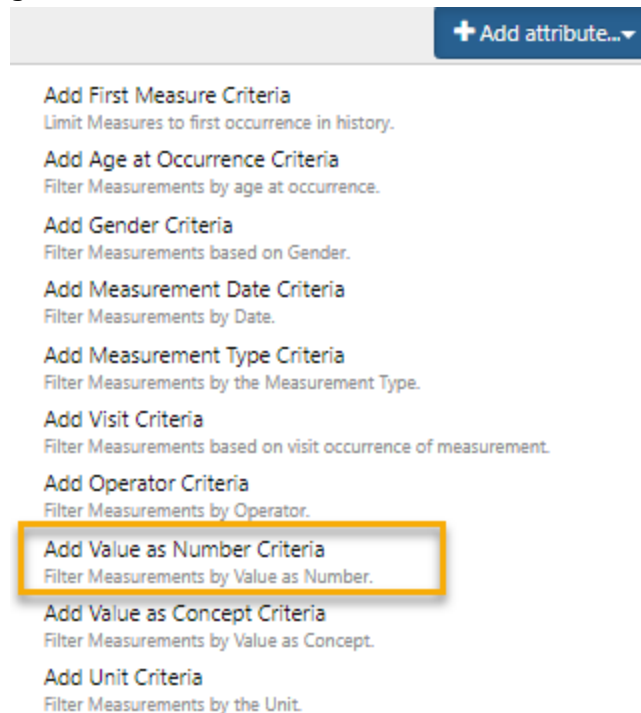 + Add attribute...
Add First Measure Criteria
Limit Measures to first occurrence in history.
Add Age at Occurrence Criteria
Filter Measurements by age at occurrence.
Add Gender Criteria
Filter Measurements based on Gender.
Add Measurement Date Criteria
Filter Measurements by Date.
Add Measurement Type Criteria
Filter Measurements by the Measurement Type.
Add Visit Criteria
Filter Measurements based on visit occurrence of measurement.
Add Operator Criteria
Filter Measurements by Operator.
Add Value as Number Criteria
Filter Measurements by Value as Number.
Add Value as Concept Criteria
Filter Measurements by Value as Concept.
Add Unit Criteria
Filter Measurements by the Unit.